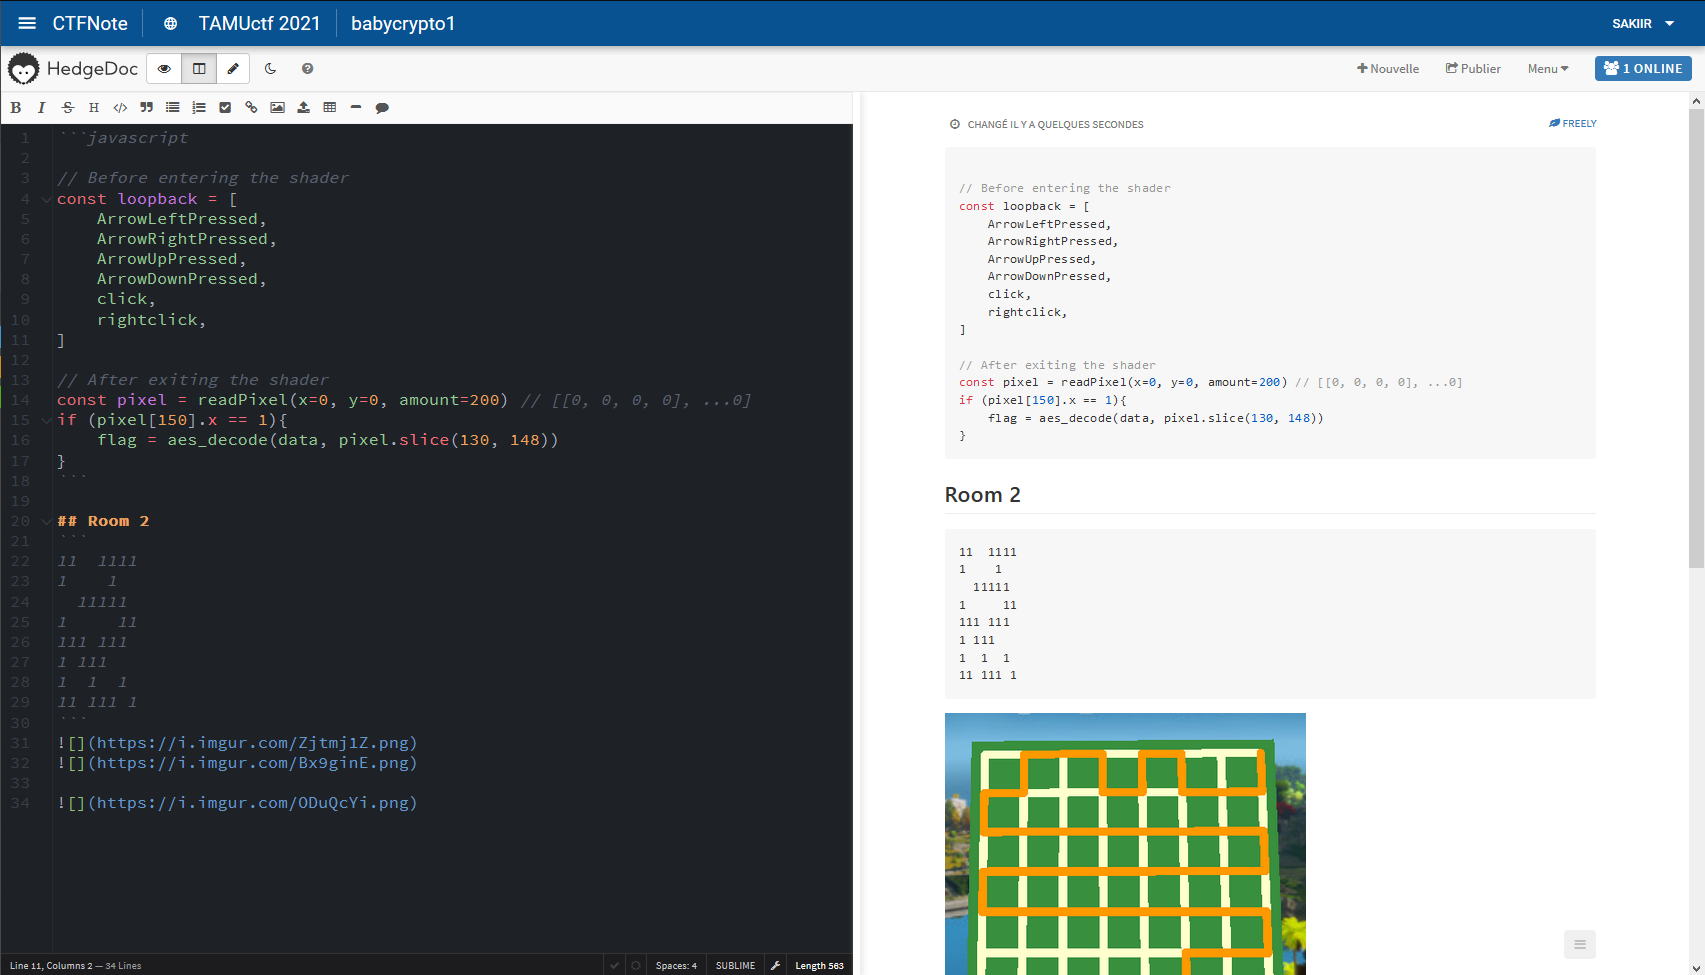 CTFNote TAMUctf 2021 babycrypto1 SAKIIR
HedgeDoc Nouvelle Publier Menu 1 ONLINE
B I S H
1 ```javascript
2
3 // Before entering the shader
4 const loopback = [
5     ArrowLeftPressed,
6     ArrowRightPressed,
7     ArrowUpPressed,
8     ArrowDownPressed,
9     click,
10     rightclick,
11 ]
12
13 // After exiting the shader
14 const pixel = readPixel(x=0, y=0, amount=200) // [[0, 0, 0, 0], ...0]
15 if (pixel[150].x == 1){
16     flag = aes_decode(data, pixel.slice(130, 148))
17 }
18 ```
19
20 ## Room 2
21 ```
22 11  1111
23 1    1
24   11111
25 1     11
26 111 111
27 1 111
28 1  1  1
29 11 111 1
30 ```
31 ![](https://i.imgur.com/Zjtmj1Z.png)
32 ![](https://i.imgur.com/Bx9ginE.png)
33
34 ![](https://i.imgur.com/ODuQcYi.png)
Line 11, Columns 2 — 34 Lines Spaces: 4 SUBLIME Length 563
CHANGÉ IL Y A QUELQUES SECONDES FREELY
// Before entering the shader
const loopback = [
    ArrowLeftPressed,
    ArrowRightPressed,
    ArrowUpPressed,
    ArrowDownPressed,
    click,
    rightclick,
]
// After exiting the shader
const pixel = readPixel(x=0, y=0, amount=200) // [[0, 0, 0, 0], ...0]
if (pixel[150].x == 1){
    flag = aes_decode(data, pixel.slice(130, 148))
}
Room 2
11  1111
1    1
  11111
1     11
111 111
1 111
1  1  1
11 111 1